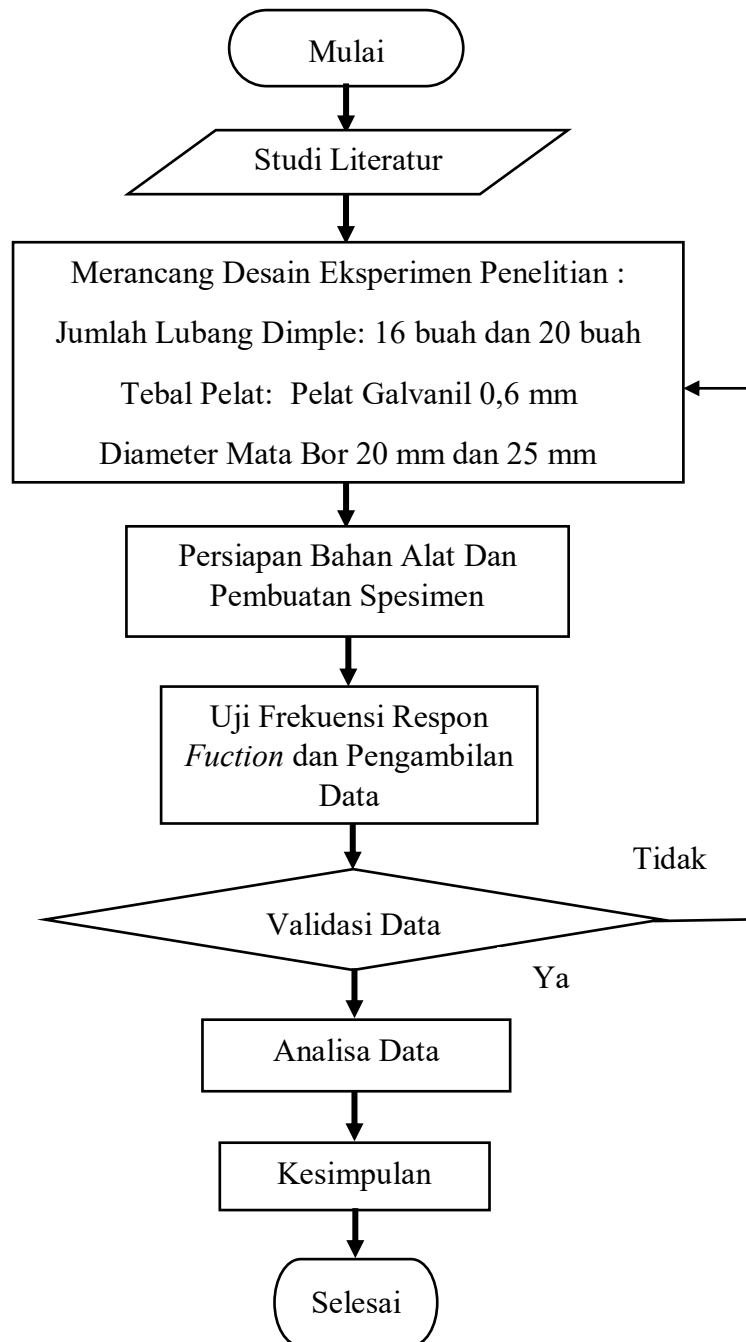 Mulai
Studi Literatur
Merancang Desain Eksperimen Penelitian :
Jumlah Lubang Dimple: 16 buah dan 20 buah
Tebal Pelat: Pelat Galvanil 0,6 mm
Diameter Mata Bor 20 mm dan 25 mm
Persiapan Bahan Alat Dan
Pembuatan Spesimen
Uji Frekuensi Respon
Fuction dan Pengambilan
Data
Tidak
Validasi Data
Ya
Analisa Data
Kesimpulan
Selesai